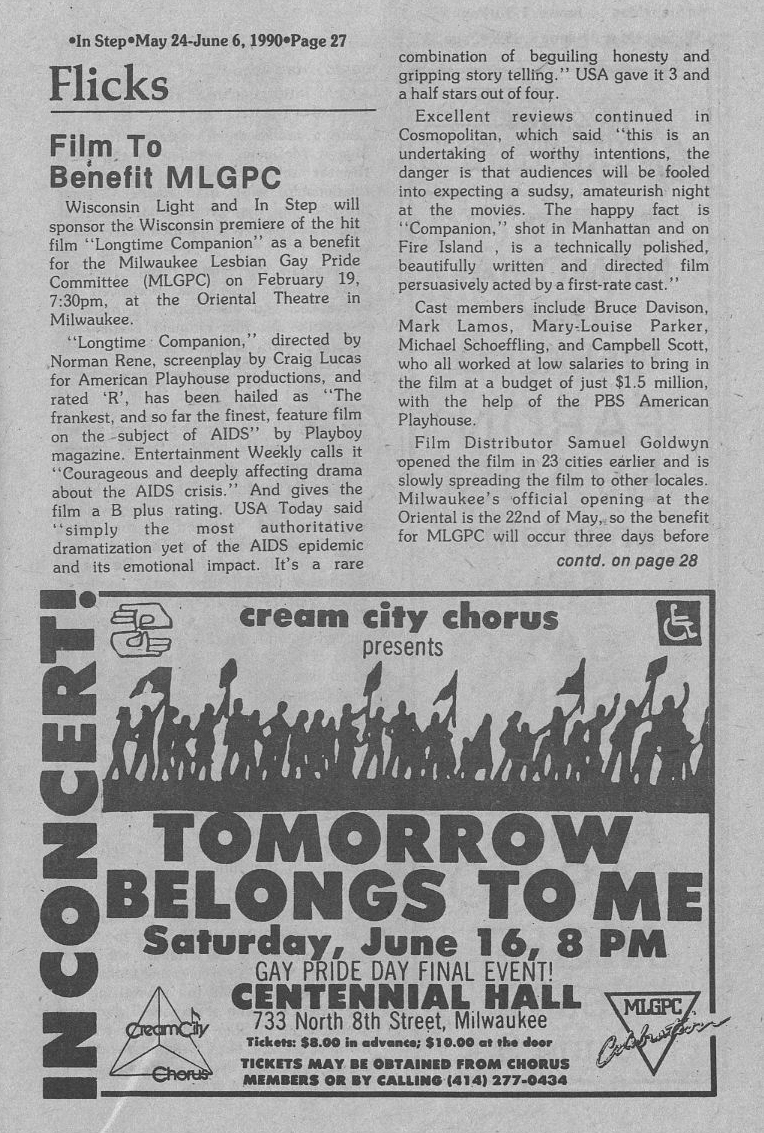 •In Step•May 24-June 6, 1990•Page 27
Flicks
Film To
Benefit MLGPC
Wisconsin Light and In Step will
sponsor the Wisconsin premiere of the hit
film "Longtime Companion" as a benefit
for the Milwaukee Lesbian Gay Pride
Committee (MLGPC) on February 19,
7:30pm, at the Oriental Theatre in
Milwaukee.
"Longtime Companion," directed by
Norman Rene, screenplay by Craig Lucas
for American Playhouse productions, and
rated 'R', has been hailed as "The
frankest, and so far the finest, feature film
on the subject of AIDS" by Playboy
magazine. Entertainment Weekly calls it
"Courageous and deeply affecting drama
about the AIDS crisis." And gives the
film a B plus rating. USA Today said
"simply the most authoritative
dramatization yet of the AIDS epidemic
and its emotional impact. It's a rare
combination of beguiling honesty and
gripping story telling." USA gave it 3 and
a half stars out of four.
Excellent reviews continued in
Cosmopolitan, which said "this is an
undertaking of worthy intentions, the
danger is that audiences will be fooled
into expecting a sudsy, amateurish night
at the movies. The happy fact is
"Companion," shot in Manhattan and on
Fire Island , is a technically polished,
beautifully written and directed film
persuasively acted by a first-rate cast."
Cast members include Bruce Davison,
Mark Lamos, Mary-Louise Parker,
Michael Schoeffling, and Campbell Scott,
who all worked at low salaries to bring in
the film at a budget of just $1.5 million,
with the help of the PBS American
Playhouse.
Film Distributor Samuel Goldwyn
opened the film in 23 cities earlier and is
slowly spreading the film to other locales.
Milwaukee's official opening at the
Oriental is the 22nd of May, so the benefit
for MLGPC will occur three days before
contd. on page 28
IN CONCERT!
cream city chorus
presents
TOMORROW
BELONGS TO ME
Saturday, June 16, 8 PM
GAY PRIDE DAY FINAL EVENT!
CENTENNIAL HALL
733 North 8th Street, Milwaukee
Tickets: $8.00 in advance; $10.00 at the door
TICKETS MAY BE OBTAINED FROM CHORUS
MEMBERS OR BY CALLING (414) 277-0434
CreamCity
Chorus
MLGPC
Celebration